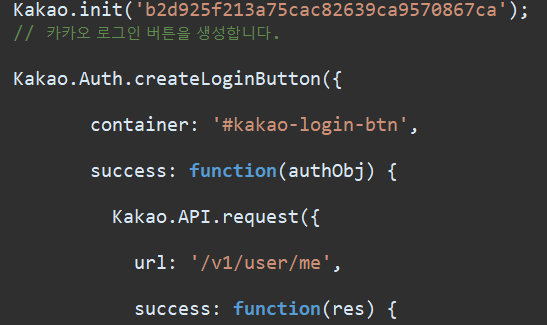 Kakao.init('b2d925f213a75cac82639ca9570867ca');
// 카카오 로그인 버튼을 생성합니다.
Kakao.Auth.createLoginButton({
container: '#kakao-login-btn',
success: function(authObj) {
Kakao.API.request({
url: '/v1/user/me',
success: function(res) {